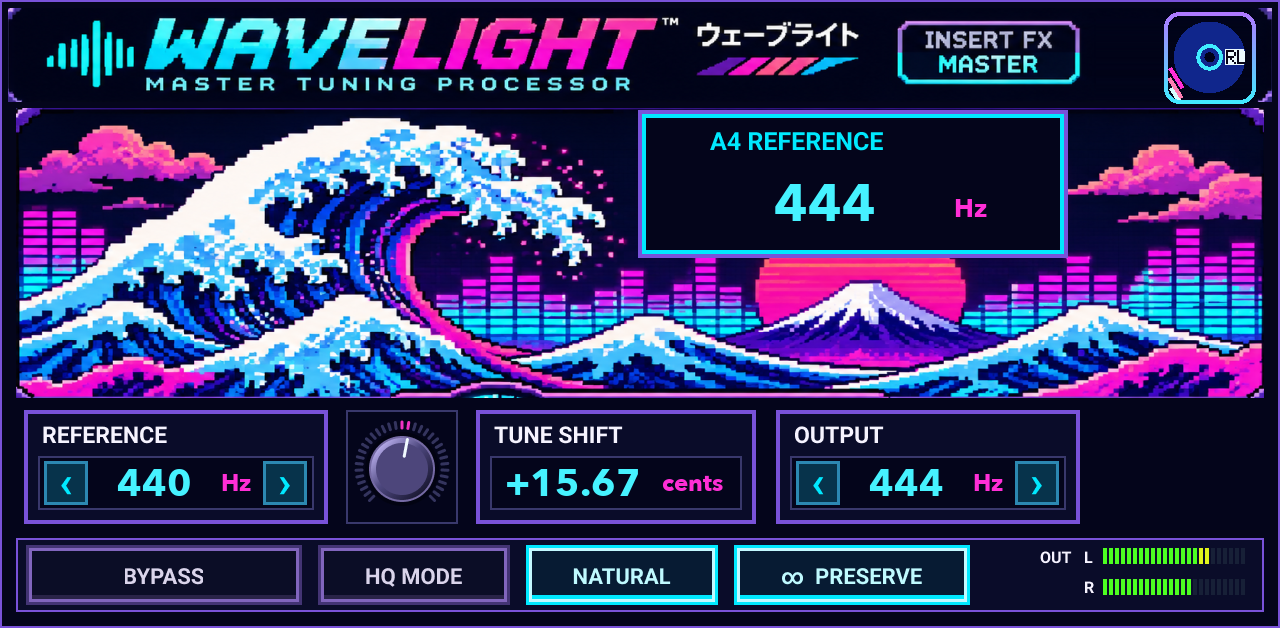 WAVELIGHT™
MASTER TUNING PROCESSOR
ウェーブライト
INSERT FX
MASTER
RL
A4 REFERENCE
444 Hz
REFERENCE
‹ 440 Hz ›
TUNE SHIFT
+15.67 cents
OUTPUT
‹ 444 Hz ›
BYPASS
HQ MODE
NATURAL
∞ PRESERVE
OUT L
R